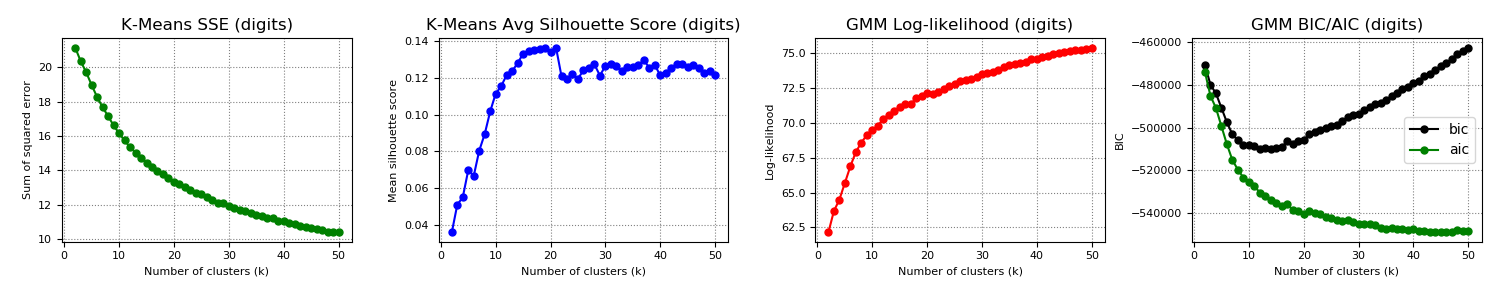 K-Means SSE (digits)
Sum of squared error
20
18
16
14
12
10
0 10 20 30 40 50
Number of clusters (k)
K-Means Avg Silhouette Score (digits)
Mean silhouette score
0.14
0.12
0.10
0.08
0.06
0.04
0 10 20 30 40 50
Number of clusters (k)
GMM Log-likelihood (digits)
Log-likelihood
75.0
72.5
70.0
67.5
65.0
62.5
0 10 20 30 40 50
Number of clusters (k)
GMM BIC/AIC (digits)
BIC
−460000
−480000
−500000
−520000
−540000
bic
aic
0 10 20 30 40 50
Number of clusters (k)